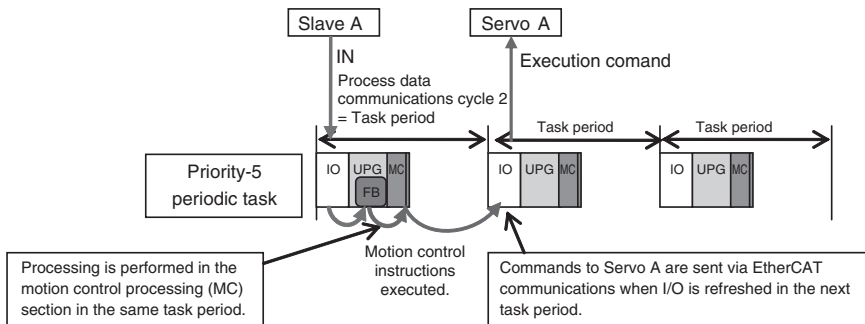 Slave A
Servo A
IN
Execution comand
Process data
communications cycle 2
= Task period
Task period
Task period
Priority-5
periodic task
IO
UPG
MC
FB
IO
UPG
MC
IO
UPG
MC
Processing is performed in the
motion control processing (MC)
section in the same task period.
Motion control
instructions
executed.
Commands to Servo A are sent via EtherCAT
communications when I/O is refreshed in the next
task period.